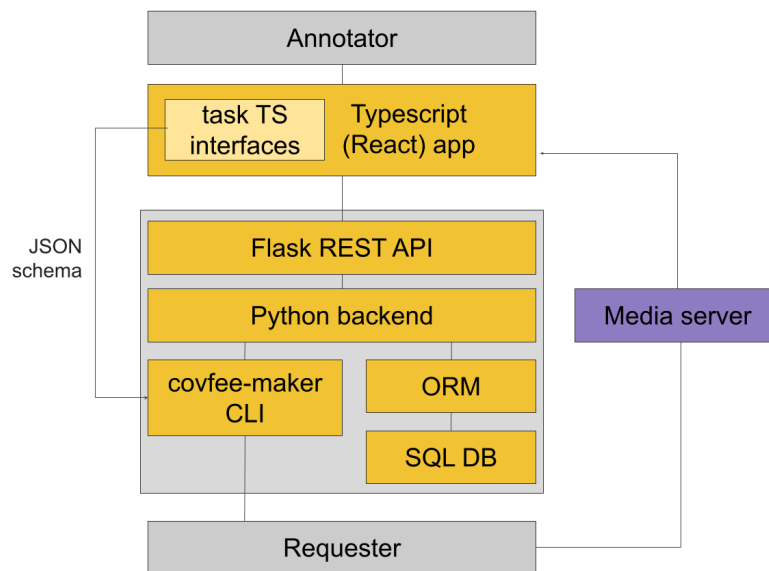 Annotator
task TS
interfaces
Typescript
(React) app
JSON
schema
Flask REST API
Python backend
Media server
covfee-maker
CLI
ORM
SQL DB
Requester